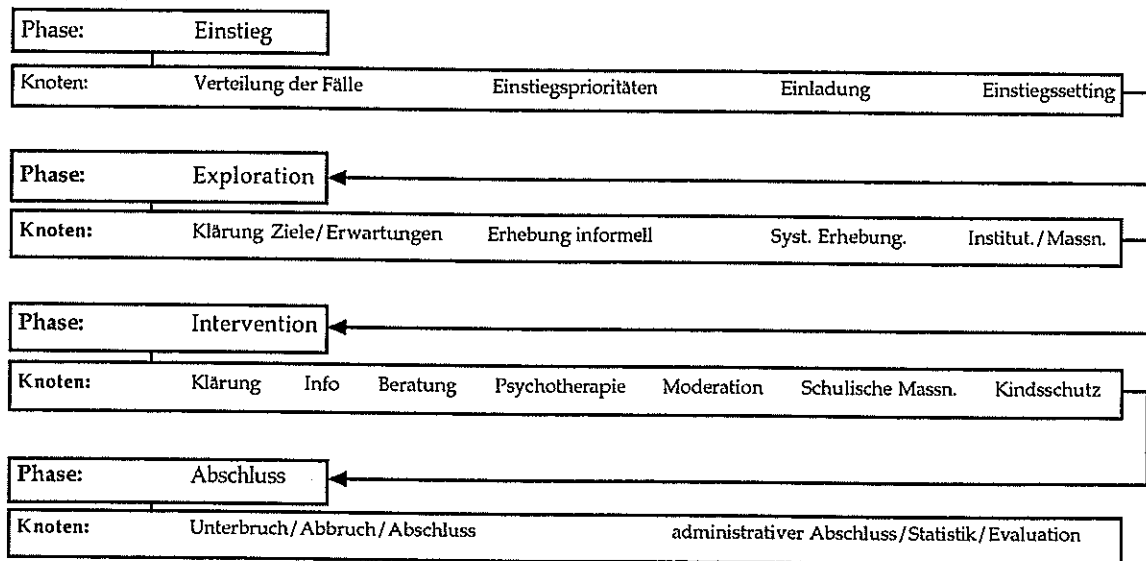 Phase: Einstieg
Knoten: Verteilung der Fälle Einstiegsprioritäten Einladung Einstiegssetting
Phase: Exploration
Knoten: Klärung Ziele/Erwartungen Erhebung informell Syst. Erhebung. Institut./Massn.
Phase: Intervention
Knoten: Klärung Info Beratung Psychotherapie Moderation Schulische Massn. Kindsschutz
Phase: Abschluss
Knoten: Unterbruch/Abbruch/Abschluss administrativer Abschluss/Statistik/Evaluation